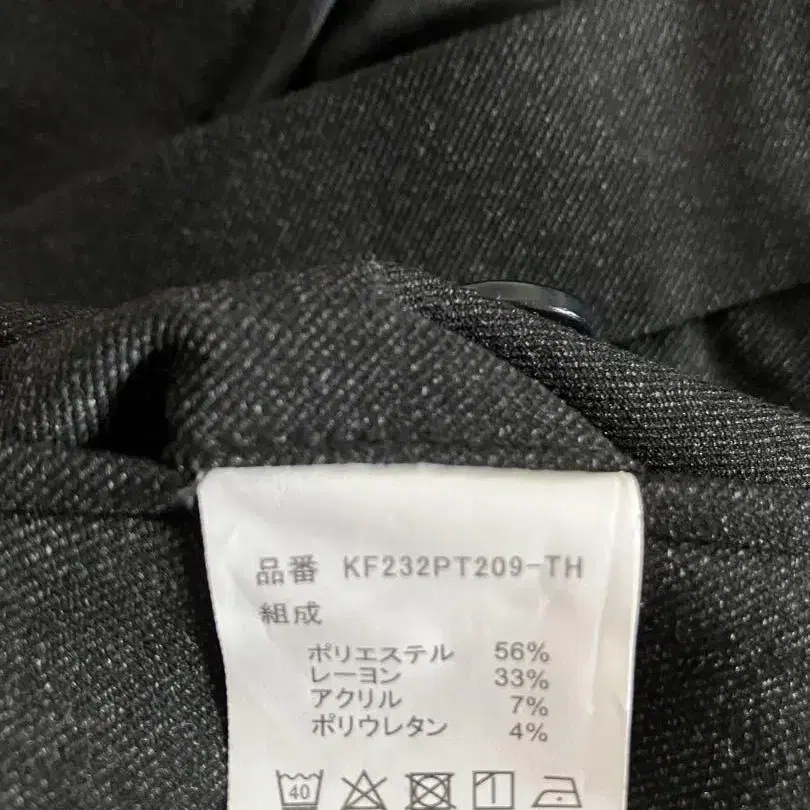 品番 KF232PT209-TH
組成
ポリエステル 56%
レーヨン 33%
アクリル 7%
ポリウレタン 4%
40